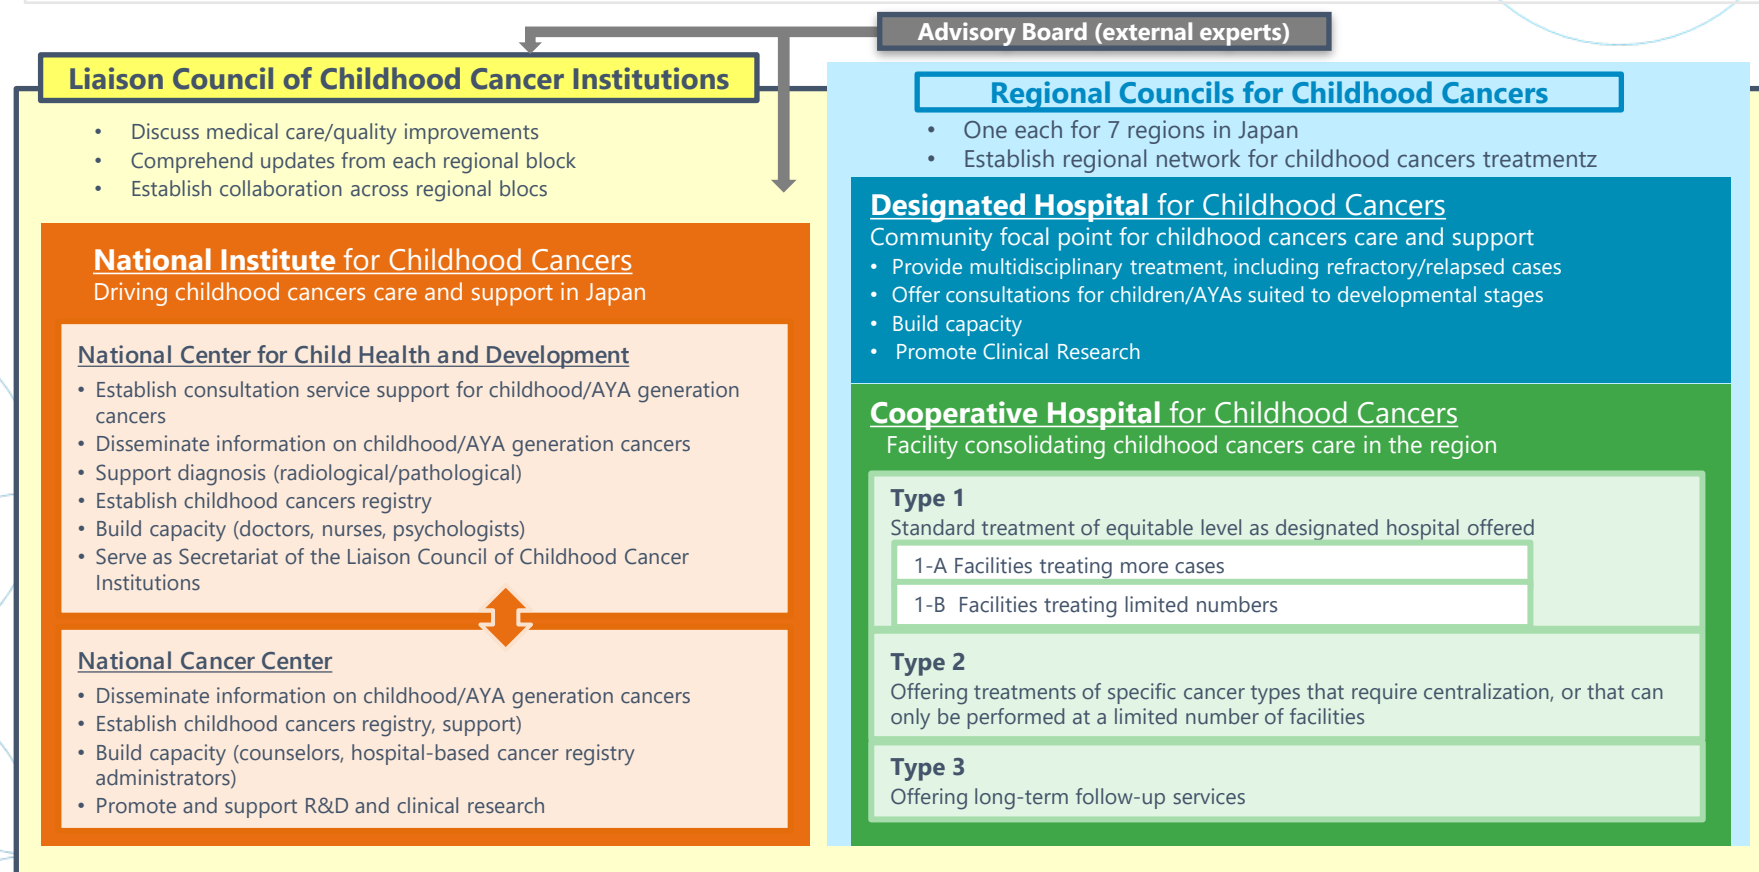 Advisory Board (external experts)
Liaison Council of Childhood Cancer Institutions
• Discuss medical care/quality improvements
• Comprehend updates from each regional block
• Establish collaboration across regional blocs
National Institute for Childhood Cancers
Driving childhood cancers care and support in Japan
National Center for Child Health and Development
• Establish consultation service support for childhood/AYA generation
cancers
• Disseminate information on childhood/AYA generation cancers
• Support diagnosis (radiological/pathological)
• Establish childhood cancers registry
• Build capacity (doctors, nurses, psychologists)
• Serve as Secretariat of the Liaison Council of Childhood Cancer
Institutions
National Cancer Center
• Disseminate information on childhood/AYA generation cancers
• Establish childhood cancers registry, support)
• Build capacity (counselors, hospital-based cancer registry
administrators)
• Promote and support R&D and clinical research
Regional Councils for Childhood Cancers
• One each for 7 regions in Japan
• Establish regional network for childhood cancers treatmentz
Designated Hospital for Childhood Cancers
Community focal point for childhood cancers care and support
• Provide multidisciplinary treatment, including refractory/relapsed cases
• Offer consultations for children/AYAs suited to developmental stages
• Build capacity
• Promote Clinical Research
Cooperative Hospital for Childhood Cancers
Facility consolidating childhood cancers care in the region
Type 1
Standard treatment of equitable level as designated hospital offered
1-A Facilities treating more cases
1-B Facilities treating limited numbers
Type 2
Offering treatments of specific cancer types that require centralization, or that can
only be performed at a limited number of facilities
Type 3
Offering long-term follow-up services